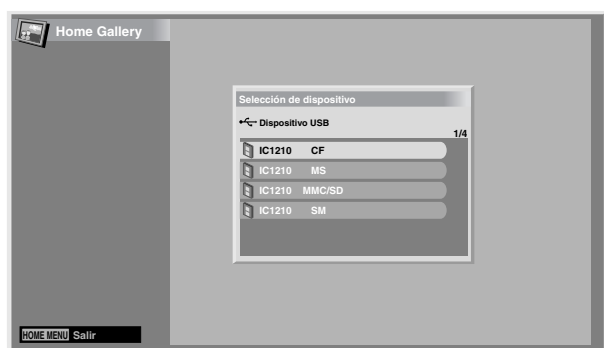 Home Gallery
Selección de dispositivo
Dispositivo USB
1/4
IC1210 CF
IC1210 MS
IC1210 MMC/SD
IC1210 SM
HOME MENU Salir